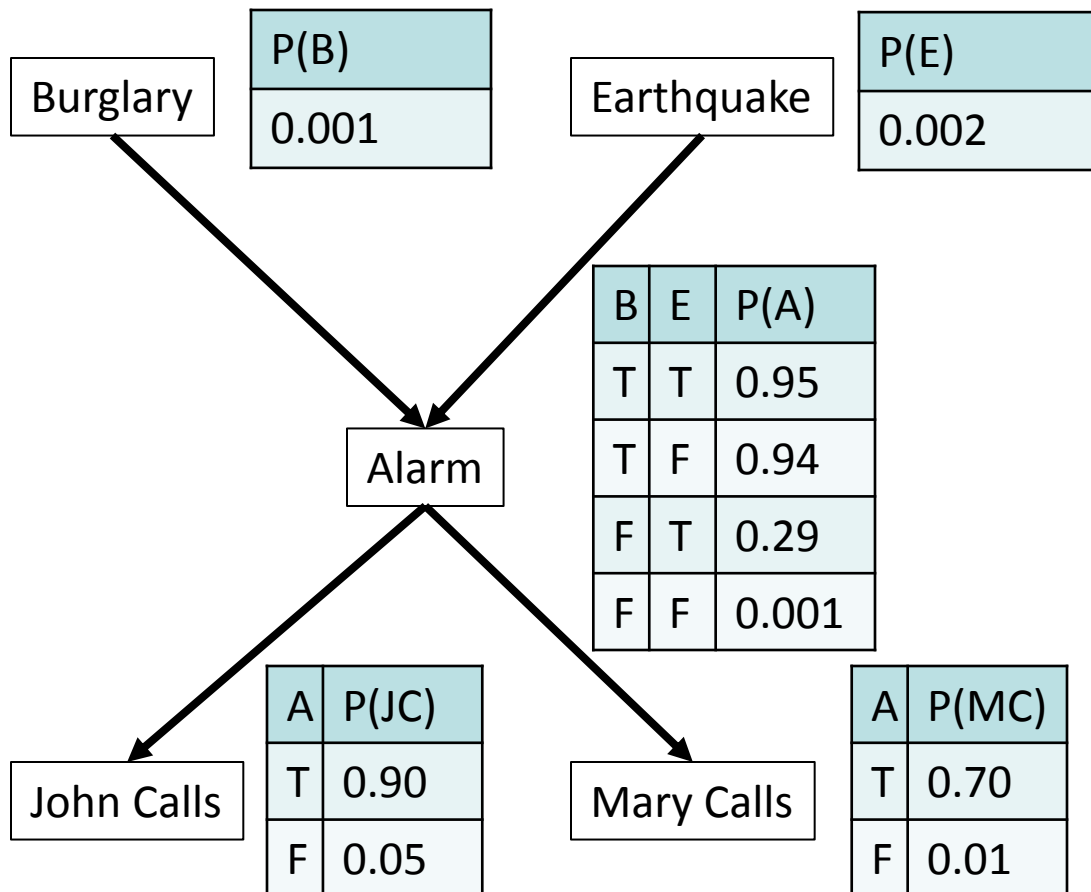 Burglary
P(B)
0.001
Earthquake
P(E)
0.002
B E P(A)
T T 0.95
T F 0.94
F T 0.29
F F 0.001
Alarm
John Calls
A P(JC)
T 0.90
F 0.05
Mary Calls
A P(MC)
T 0.70
F 0.01